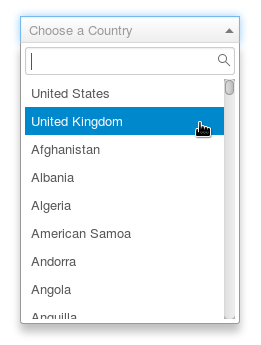 Choose a Country
United States
United Kingdom
Afghanistan
Albania
Algeria
American Samoa
Andorra
Angola
Anguilla